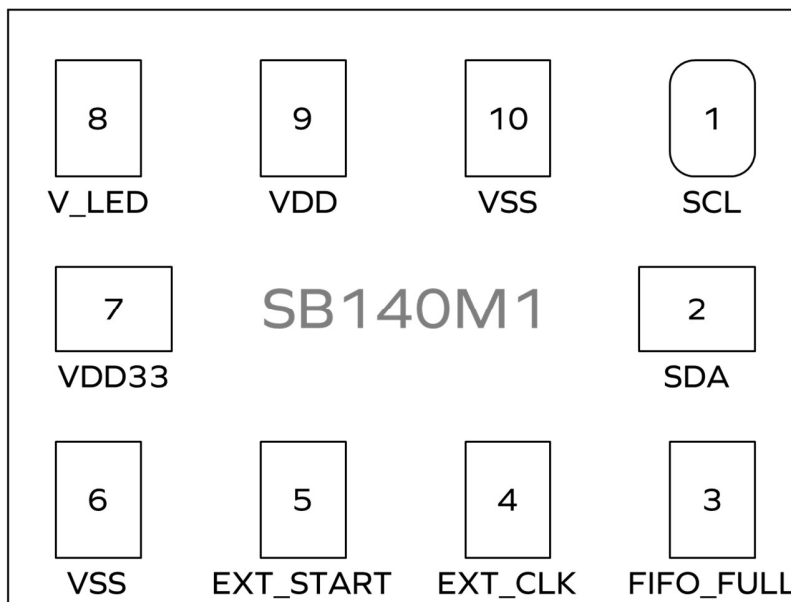 8 9 10 1
V_LED VDD VSS SCL
7 SB140M1 2
VDD33 SDA
6 5 4 3
VSS EXT_START EXT_CLK FIFO_FULL